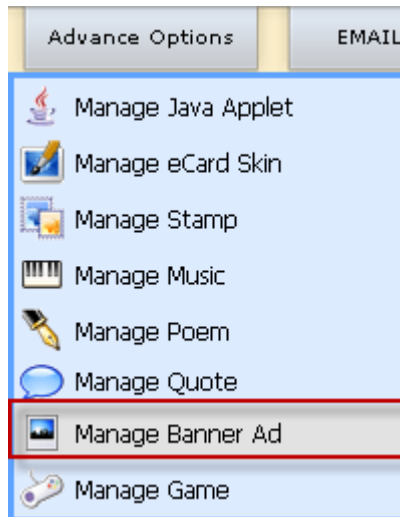 Advance Options
EMAIL
Manage Java Applet
Manage eCard Skin
Manage Stamp
Manage Music
Manage Poem
Manage Quote
Manage Banner Ad
Manage Game